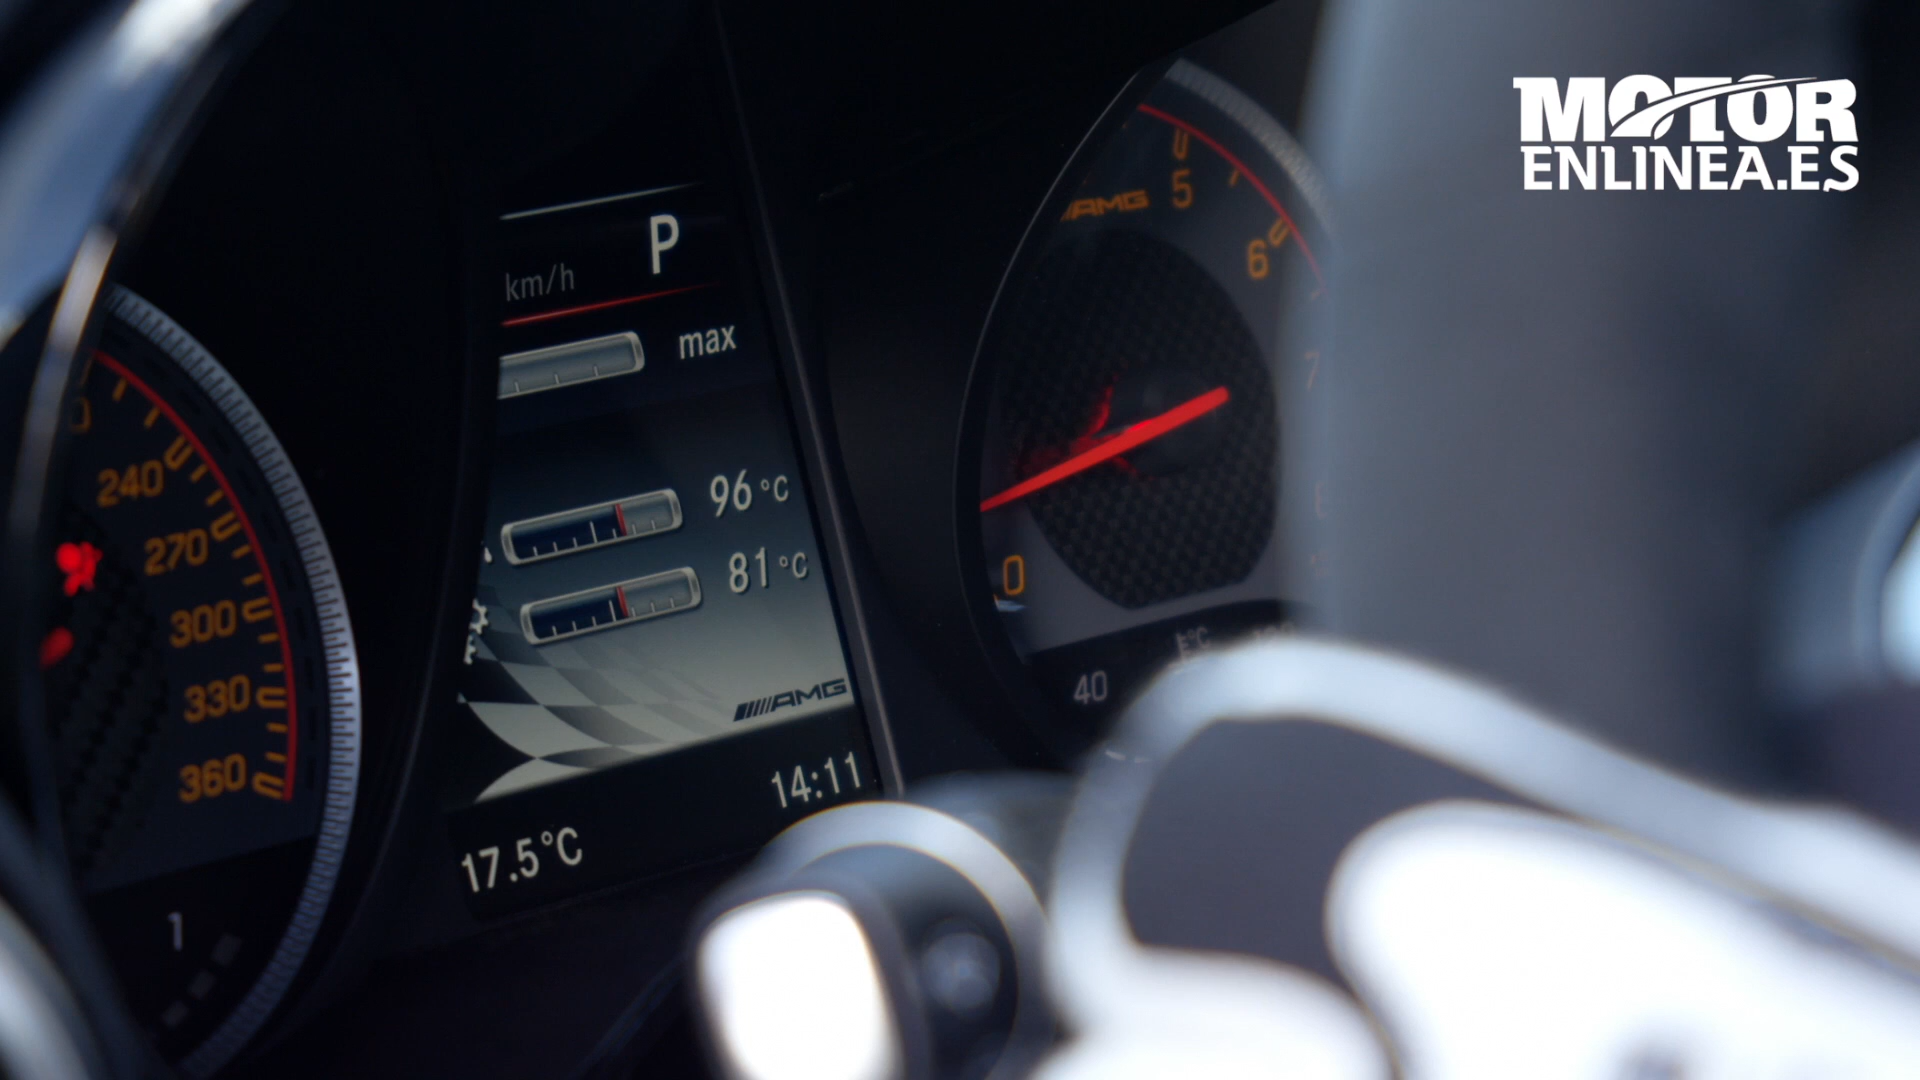 MOTOR
ENLINEA.ES
P
km/h
max
96 °C
81 °C
AMG
14:11
17.5°C
240
270
300
330
360
1
AMG
5
6
7
0
40
°C